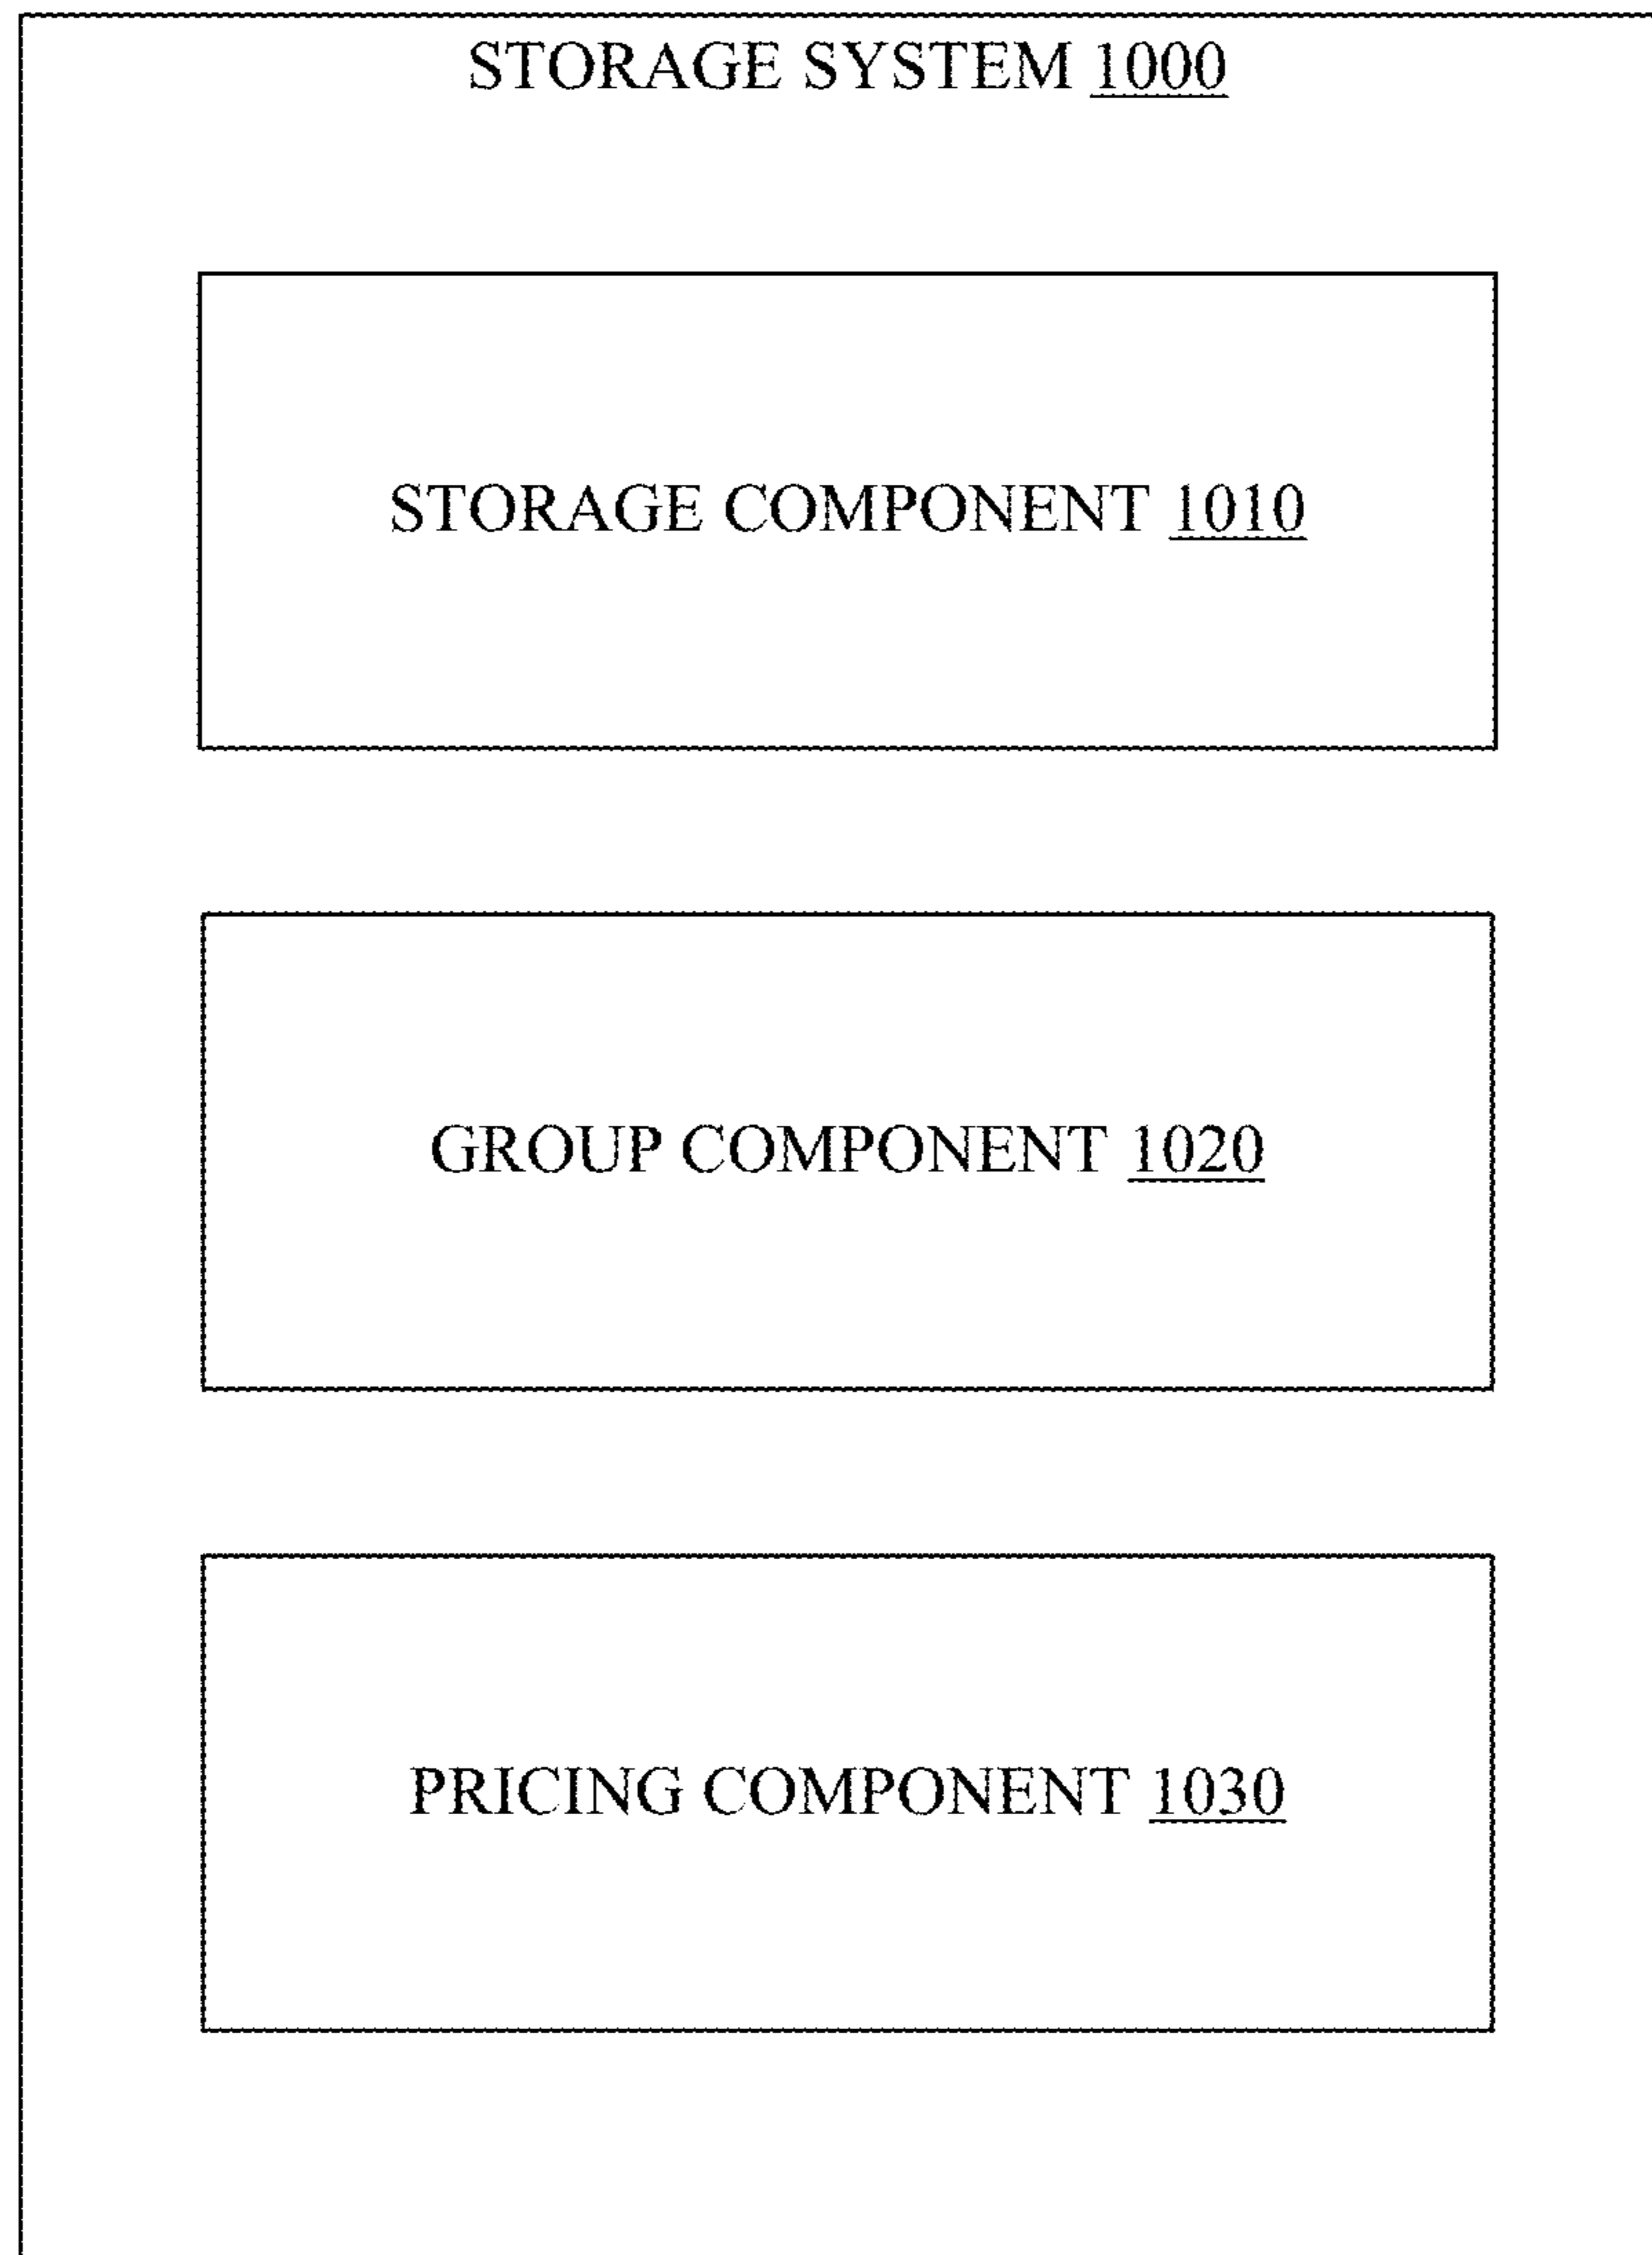 STORAGE SYSTEM 1000
STORAGE COMPONENT 1010
GROUP COMPONENT 1020
PRICING COMPONENT 1030